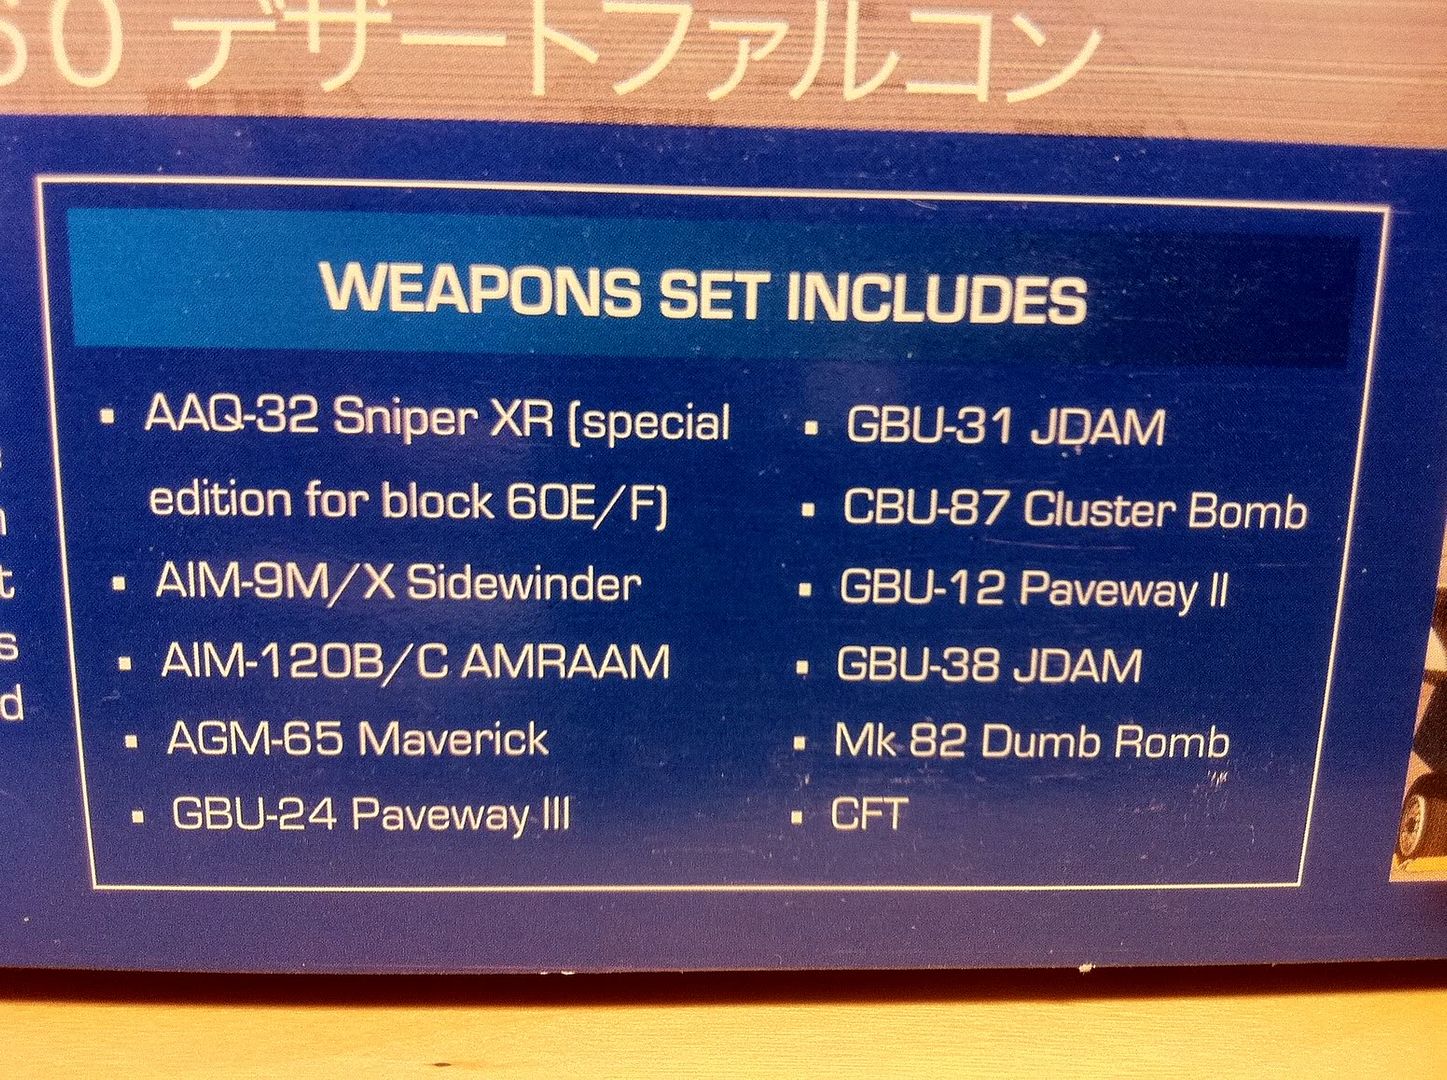 60 デザートファルコン
WEAPONS SET INCLUDES
▪ AAQ-32 Sniper XR (special
edition for block 60E/F)
▪ AIM-9M/X Sidewinder
▪ AIM-120B/C AMRAAM
▪ AGM-65 Maverick
▪ GBU-24 Paveway III
▪ GBU-31 JDAM
▪ CBU-87 Cluster Bomb
▪ GBU-12 Paveway II
▪ GBU-38 JDAM
▪ Mk 82 Dumb Romb
▪ CFT